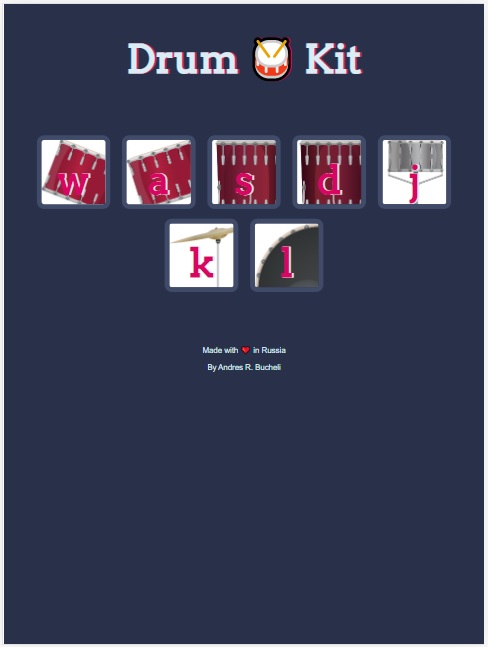 Drum 🥁 Kit
w a s d j
k l
Made with ❤️ in Russia
By Andres R. Bucheli